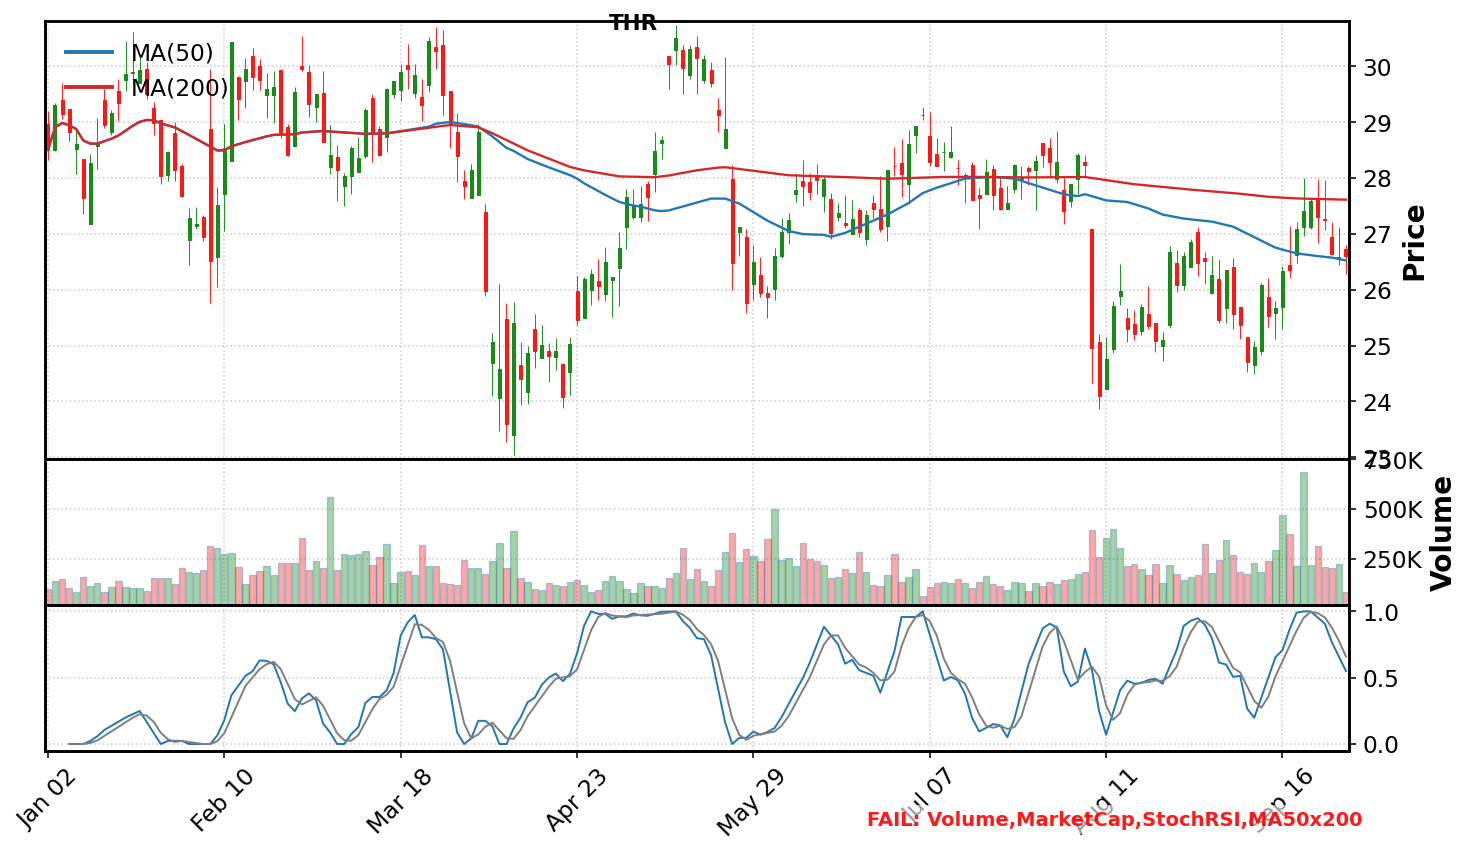 THR
MA(50)
MA(200)
30
29
28
27
26
25
24
23
Price
750K
500K
250K
Volume
1.0
0.5
0.0
Jan 02
Feb 10
Mar 18
Apr 23
May 29
Jul 07
Aug 11
Sep 16
FAIL: Volume,MarketCap,StochRSI,MA50x200